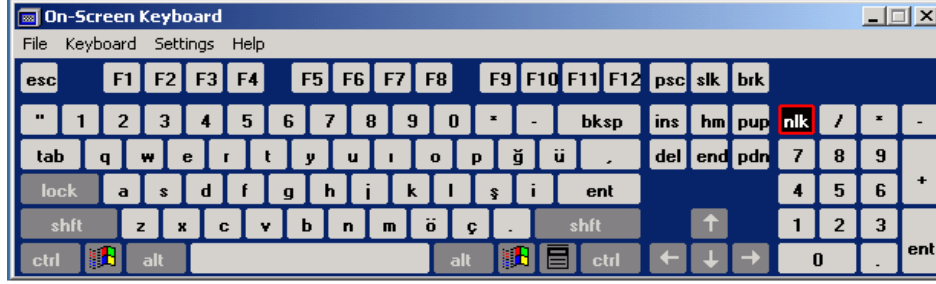 On-Screen Keyboard
File Keyboard Settings Help
esc F1 F2 F3 F4 F5 F6 F7 F8 F9 F10 F11 F12 psc slk brk
" 1 2 3 4 5 6 7 8 9 0 * - bksp ins hm pup nlk / * -
tab q w e r t y u ı o p ğ ü , del end pdn 7 8 9 +
lock a s d f g h j k l ş i ent 4 5 6
shft z x c v b n m ö ç . shft ↑ 1 2 3 ent
ctrl alt alt ctrl ← ↓ → 0 .